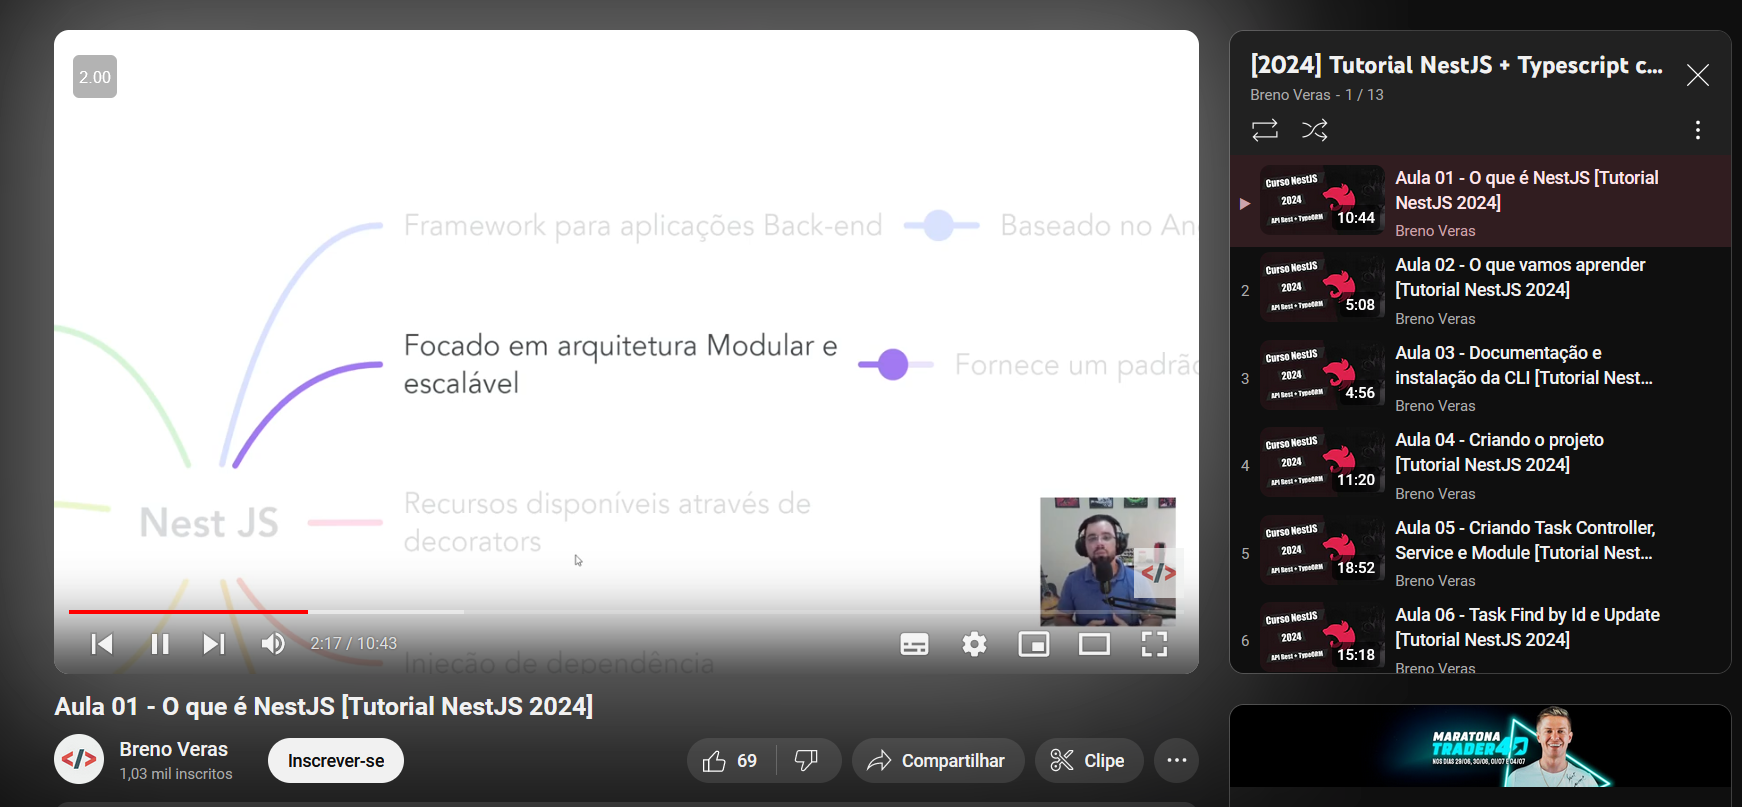 2.00
Framework para aplicações Back-end
Baseado no An
Focado em arquitetura Modular e
escalável
Fornece um padrão
Nest JS
Recursos disponíveis através de
decorators
</>
2:17 / 10:43
Injeção de dependência
Aula 01 - O que é NestJS [Tutorial NestJS 2024]
</>
Breno Veras
1,03 mil inscritos
Inscrever-se
69
Compartilhar
Clipe
[2024] Tutorial NestJS + Typescript c...
Breno Veras - 1 / 13
Curso NestJS
2024
API Rest + TypeORM
10:44
Aula 01 - O que é NestJS [Tutorial
NestJS 2024]
Breno Veras
2
Curso NestJS
2024
API Rest + TypeORM
5:08
Aula 02 - O que vamos aprender
[Tutorial NestJS 2024]
Breno Veras
3
Curso NestJS
2024
API Rest + TypeORM
4:56
Aula 03 - Documentação e
instalação da CLI [Tutorial Nest...
Breno Veras
4
Curso NestJS
2024
API Rest + TypeORM
11:20
Aula 04 - Criando o projeto
[Tutorial NestJS 2024]
Breno Veras
5
Curso NestJS
2024
API Rest + TypeORM
18:52
Aula 05 - Criando Task Controller,
Service e Module [Tutorial Nest...
Breno Veras
6
Curso NestJS
2024
API Rest + TypeORM
15:18
Aula 06 - Task Find by Id e Update
[Tutorial NestJS 2024]
Breno Veras
MARATONA
TRADER 4.0
NOS DIAS 29/06, 30/06, 01/07 E 04/07